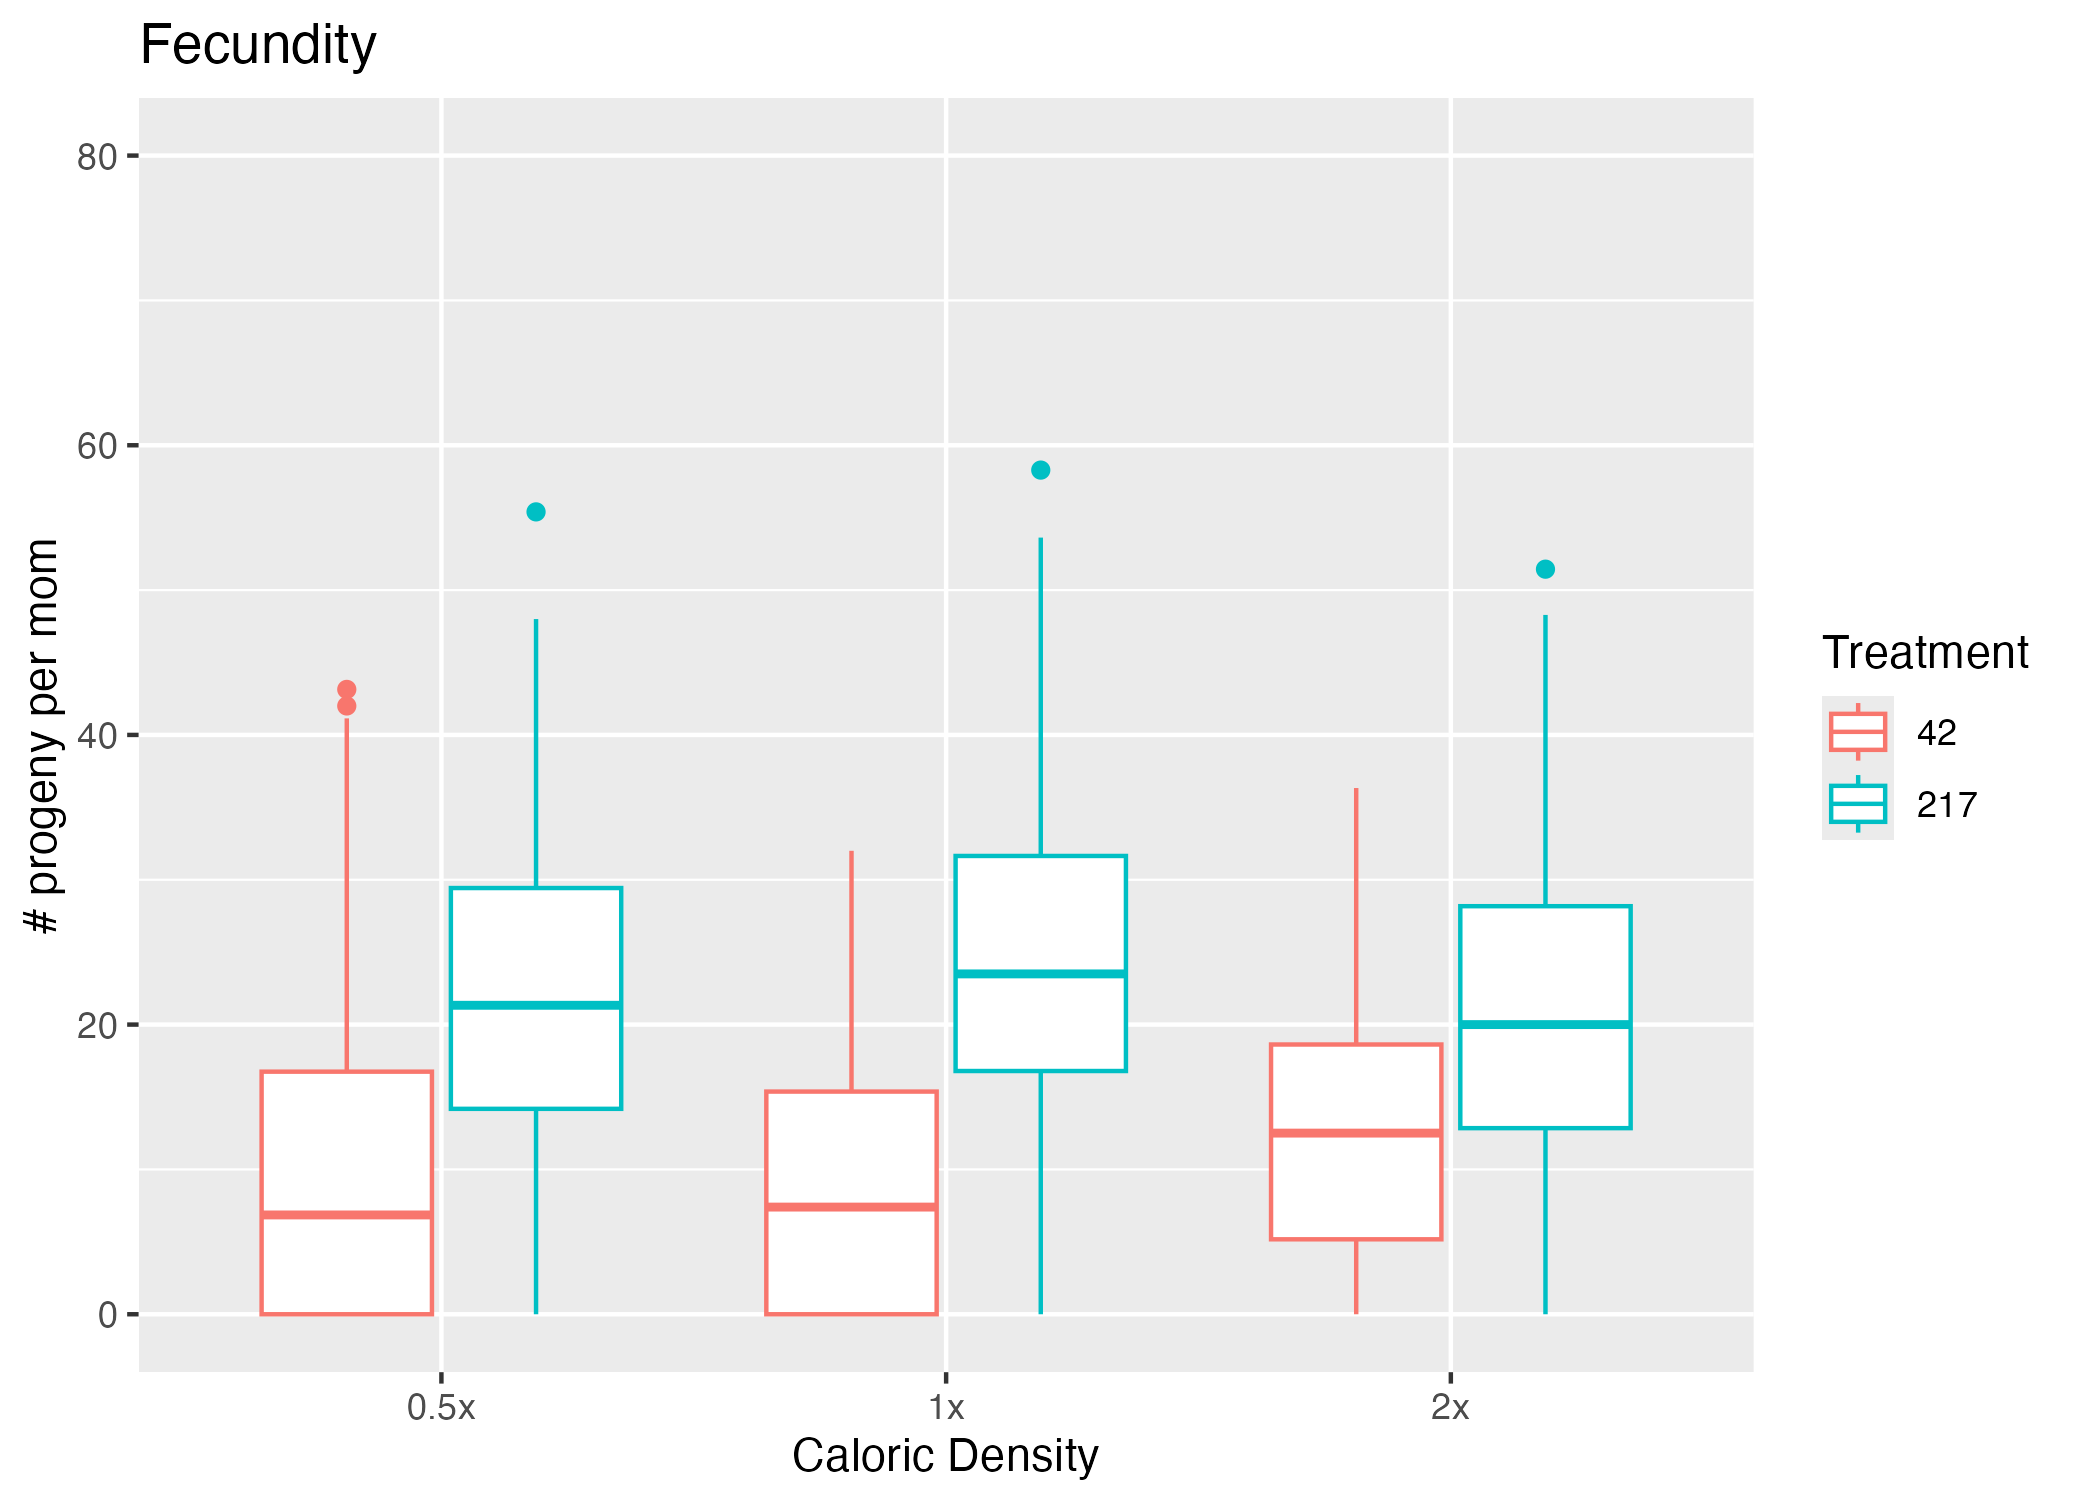 Fecundity
80
60
40
20
0
# progeny per mom
0.5x
1x
2x
Caloric Density
Treatment
42
217